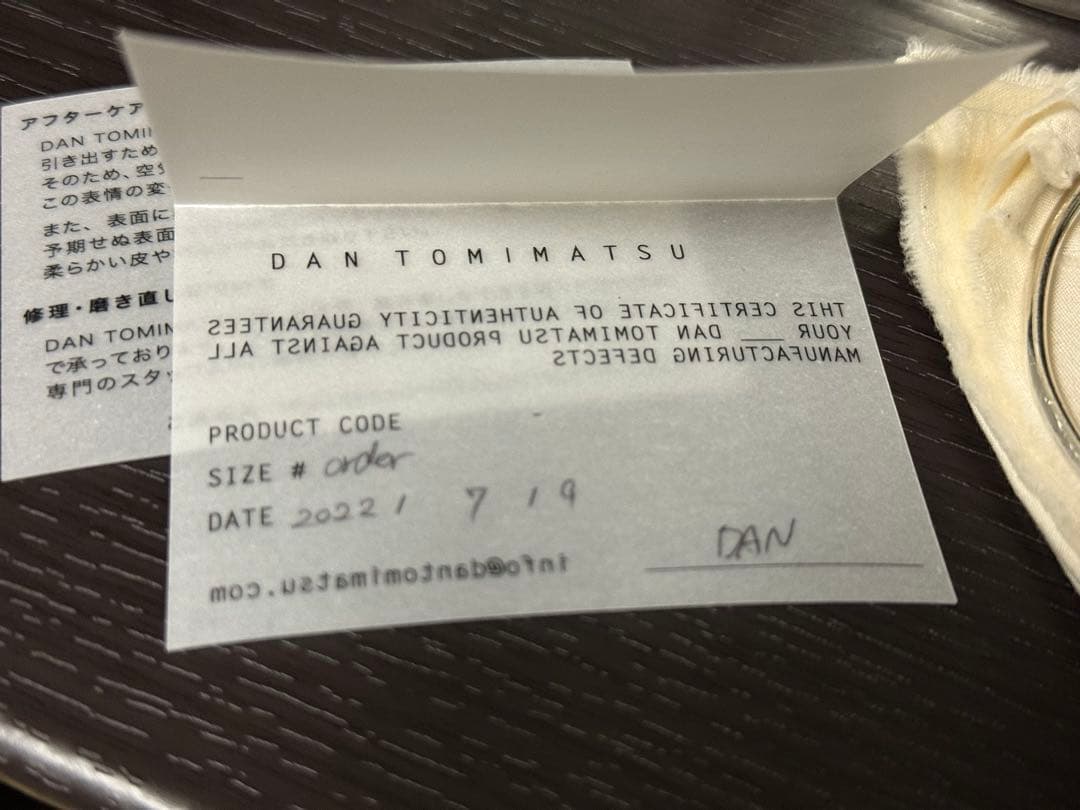 アフターケア
DAN TOMI
引き出すため
そのため、空
この表情の変
また、表面に
予期せぬ表面
柔らかい皮や
修理・磨き直し
DAN TOMIM
で承っており
専門のスタッ
DAN TOMIMATSU
THIS CERTIFICATE OF AUTHENTICITY GUARANTEES
YOUR ___ DAN TOMIMATSU PRODUCT AGAINST ALL
MANUFACTURING DEFECTS
PRODUCT CODE -
SIZE # order
DATE 2022 / 7 / 9
info@dantomimatsu.com
DAN